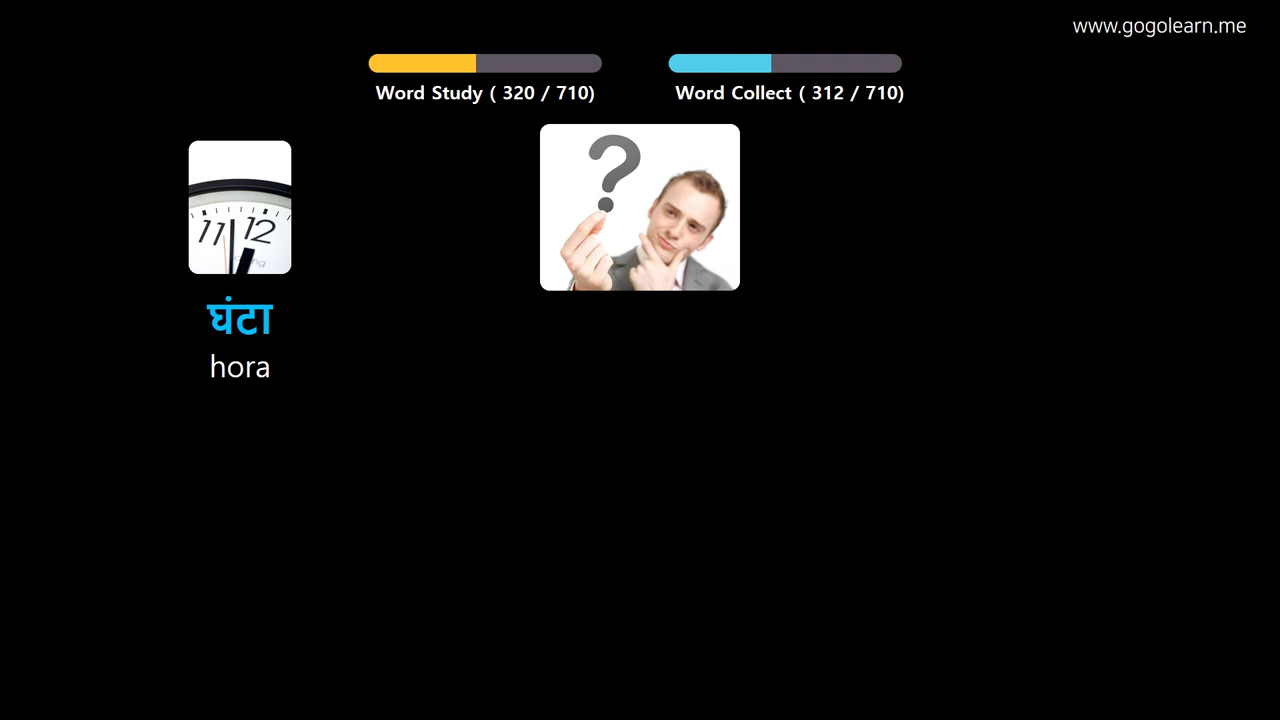 www.gogolearn.me
Word Study ( 320 / 710)
Word Collect ( 312 / 710)
11 12
घंटा
hora